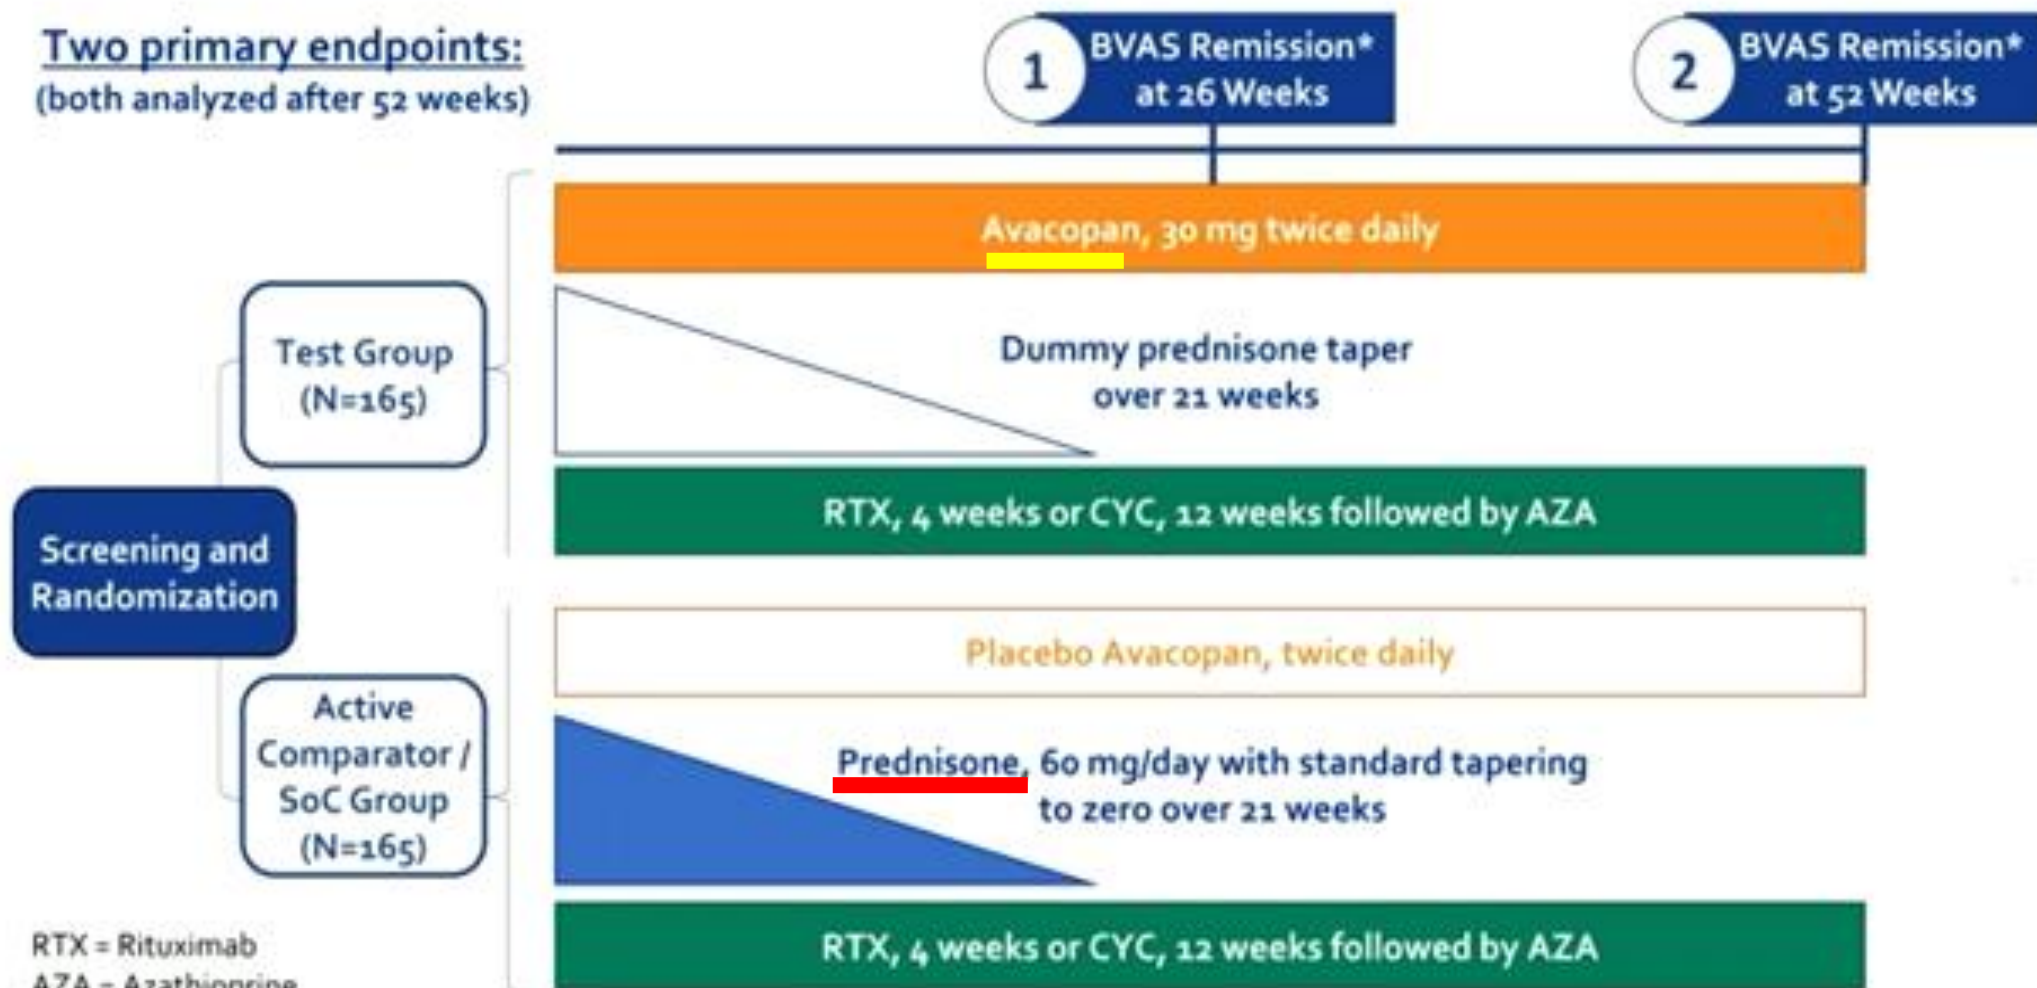 Two primary endpoints:
(both analyzed after 52 weeks)
1
BVAS Remission*
at 26 Weeks
2
BVAS Remission*
at 52 Weeks
Avacopan, 30 mg twice daily
Test Group
(N=165)
Dummy prednisone taper
over 21 weeks
RTX, 4 weeks or CYC, 12 weeks followed by AZA
Screening and
Randomization
Placebo Avacopan, twice daily
Active
Comparator /
SoC Group
(N=165)
Prednisone, 60 mg/day with standard tapering
to zero over 21 weeks
RTX, 4 weeks or CYC, 12 weeks followed by AZA
RTX = Rituximab
AZA = Azathioprine